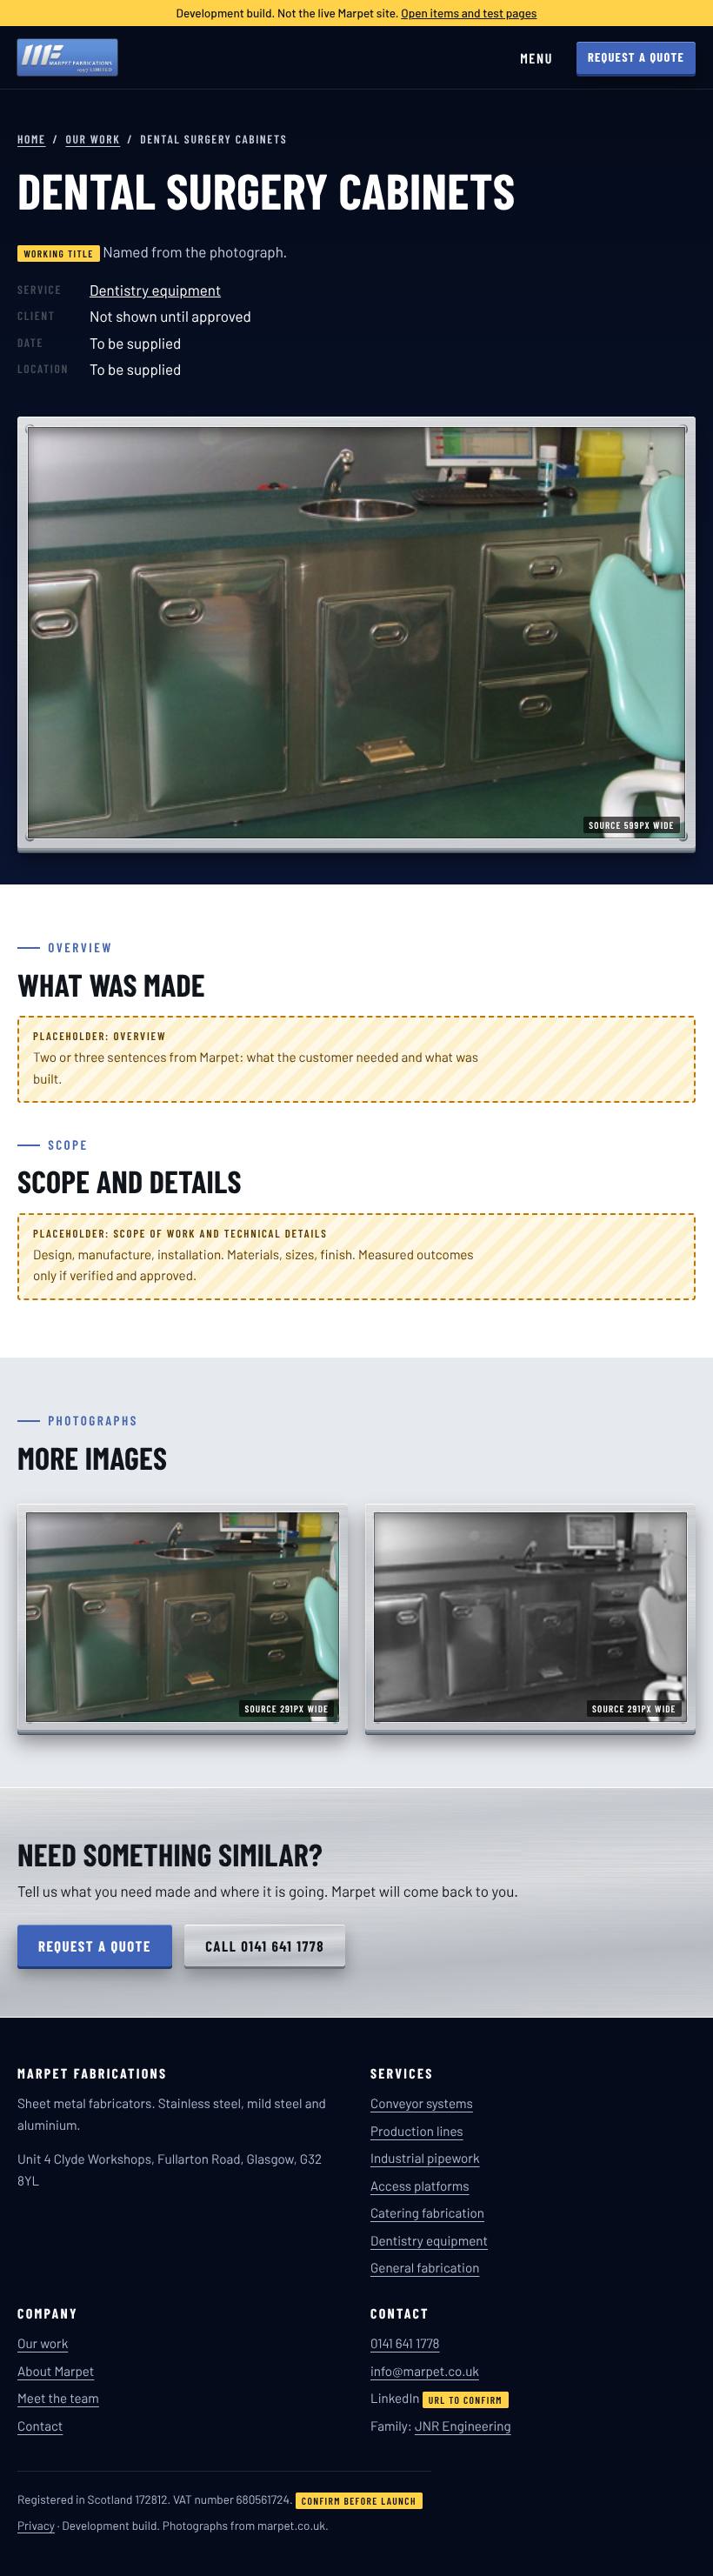 Development build. Not the live Marpet site. Open items and test pages
MF MARPET FABRICATIONS LIMITED
MENU
REQUEST A QUOTE
HOME / OUR WORK / DENTAL SURGERY CABINETS
DENTAL SURGERY CABINETS
WORKING TITLE Named from the photograph.
SERVICE Dentistry equipment
CLIENT Not shown until approved
DATE To be supplied
LOCATION To be supplied
SOURCE 599PX WIDE
OVERVIEW
WHAT WAS MADE
PLACEHOLDER: OVERVIEW
Two or three sentences from Marpet: what the customer needed and what was
built.
SCOPE
SCOPE AND DETAILS
PLACEHOLDER: SCOPE OF WORK AND TECHNICAL DETAILS
Design, manufacture, installation. Materials, sizes, finish. Measured outcomes
only if verified and approved.
PHOTOGRAPHS
MORE IMAGES
SOURCE 291PX WIDE
SOURCE 291PX WIDE
NEED SOMETHING SIMILAR?
Tell us what you need made and where it is going. Marpet will come back to you.
REQUEST A QUOTE
CALL 0141 641 1778
MARPET FABRICATIONS
Sheet metal fabricators. Stainless steel, mild steel and
aluminium.
Unit 4 Clyde Workshops, Fullarton Road, Glasgow, G32
8YL
SERVICES
Conveyor systems
Production lines
Industrial pipework
Access platforms
Catering fabrication
Dentistry equipment
General fabrication
COMPANY
Our work
About Marpet
Meet the team
Contact
CONTACT
0141 641 1778
info@marpet.co.uk
LinkedIn URL TO CONFIRM
Family: JNR Engineering
Registered in Scotland 172812. VAT number 680561724. CONFIRM BEFORE LAUNCH
Privacy · Development build. Photographs from marpet.co.uk.